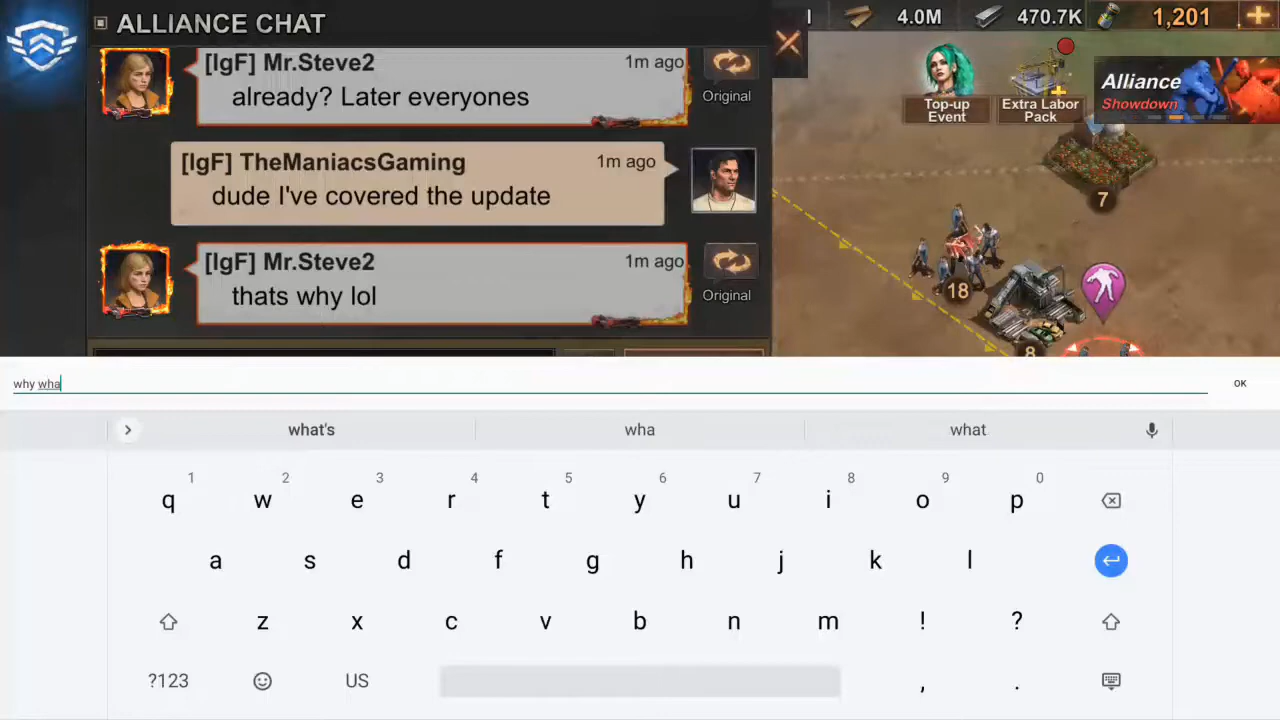 ALLIANCE CHAT
4.0M
470.7K
1,201
[IgF] Mr.Steve2
1m ago
already? Later everyones
Original
[IgF] TheManiacsGaming
1m ago
dude I've covered the update
[IgF] Mr.Steve2
1m ago
thats why lol
Original
Top-up
Event
Extra Labor
Pack
Alliance
Showdown
7
18
8
why wha
OK
what's
wha
what
1 2 3 4 5 6 7 8 9 0
q w e r t y u i o p
a s d f g h j k l
z x c v b n m ! ?
?123
US
, .